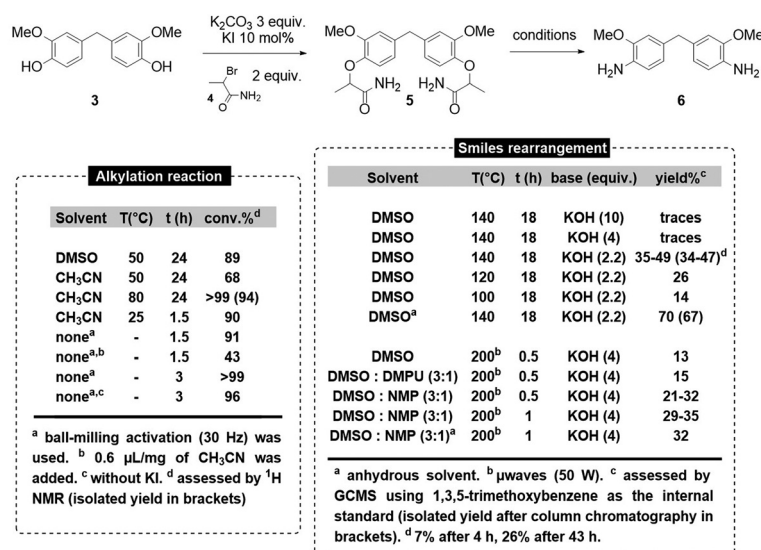 MeO
OMe
HO
OH
3
K₂CO₃ 3 equiv.
KI 10 mol%
Br
NH₂
O
4
2 equiv.
MeO
OMe
O
O
NH₂
H₂N
O
O
5
conditions
MeO
OMe
H₂N
NH₂
6
Alkylation reaction
Solvent T(°C) t (h) conv.%ᵈ
DMSO 50 24 89
CH₃CN 50 24 68
CH₃CN 80 24 >99 (94)
CH₃CN 25 1.5 90
noneᵃ - 1.5 91
noneᵃ,ᵇ - 1.5 43
noneᵃ - 3 >99
noneᵃ,ᶜ - 3 96
ᵃ ball-milling activation (30 Hz) was
used. ᵇ 0.6 µL/mg of CH₃CN was
added. ᶜ without KI. ᵈ assessed by ¹H
NMR (isolated yield in brackets)
Smiles rearrangement
Solvent T(°C) t (h) base (equiv.) yield%ᶜ
DMSO 140 18 KOH (10) traces
DMSO 140 18 KOH (4) traces
DMSO 140 18 KOH (2.2) 35-49 (34-47)ᵈ
DMSO 120 18 KOH (2.2) 26
DMSO 100 18 KOH (2.2) 14
DMSOᵃ 140 18 KOH (2.2) 70 (67)
DMSO 200ᵇ 0.5 KOH (4) 13
DMSO : DMPU (3:1) 200ᵇ 0.5 KOH (4) 15
DMSO : NMP (3:1) 200ᵇ 0.5 KOH (4) 21-32
DMSO : NMP (3:1) 200ᵇ 1 KOH (4) 29-35
DMSO : NMP (3:1)ᵃ 200ᵇ 1 KOH (4) 32
ᵃ anhydrous solvent. ᵇ µwaves (50 W). ᶜ assessed by
GCMS using 1,3,5-trimethoxybenzene as the internal
standard (isolated yield after column chromatography in
brackets). ᵈ 7% after 4 h, 26% after 43 h.